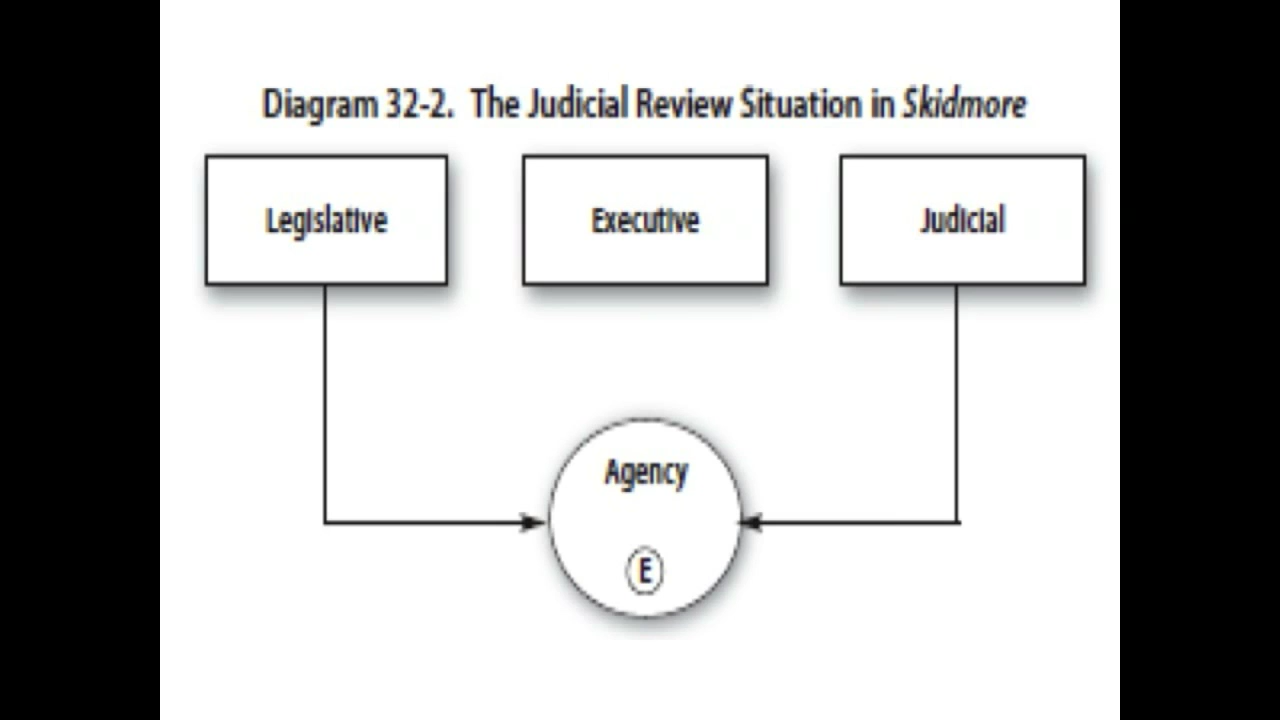 Diagram 32-2. The Judicial Review Situation in Skidmore
Legislative
Executive
Judicial
Agency
E